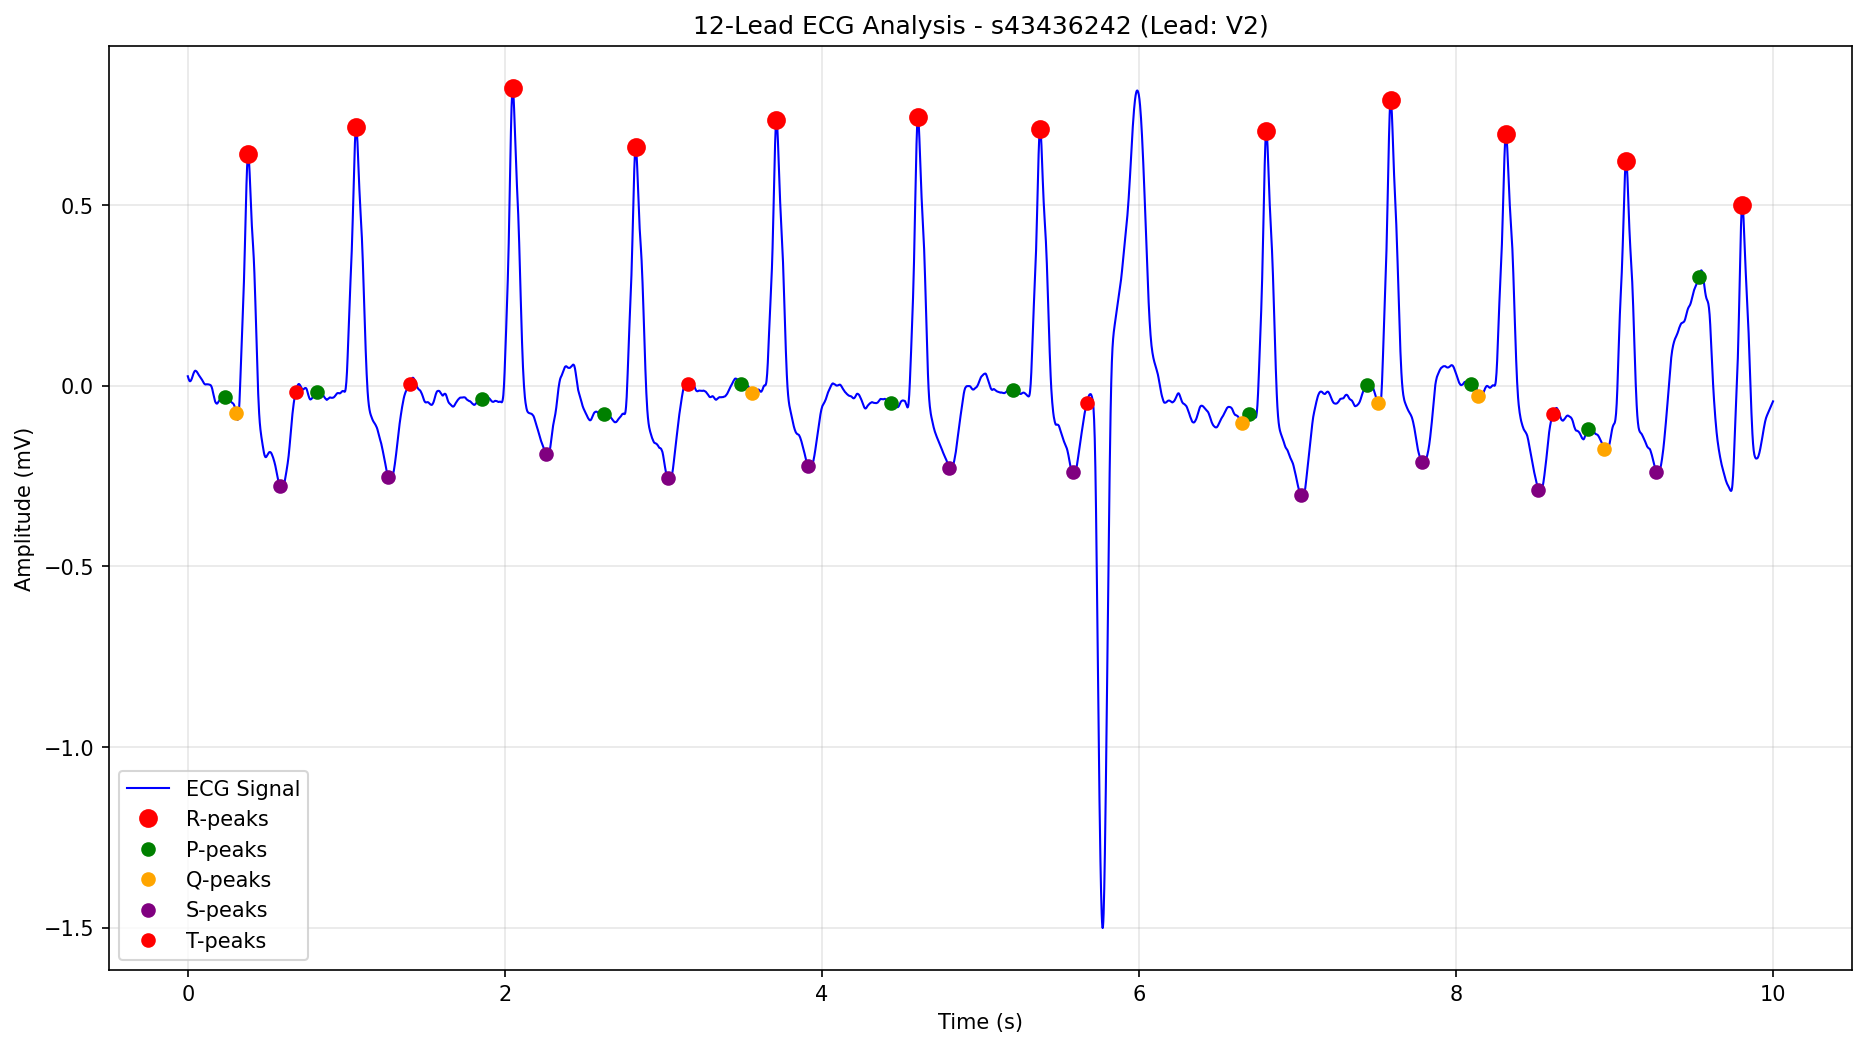 12-Lead ECG Analysis - s43436242 (Lead: V2)
Amplitude (mV)
0.5
0.0
−0.5
−1.0
−1.5
ECG Signal
R-peaks
P-peaks
Q-peaks
S-peaks
T-peaks
0 2 4 6 8 10
Time (s)